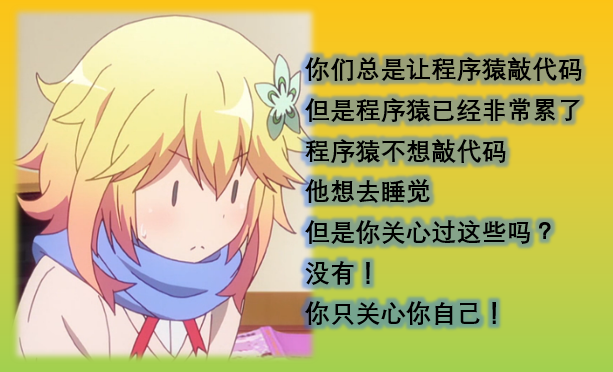 你们总是让程序猿敲代码
但是程序猿已经非常累了
程序猿不想敲代码
他想去睡觉
但是你关心过这些吗？
没有！
你只关心你自己！